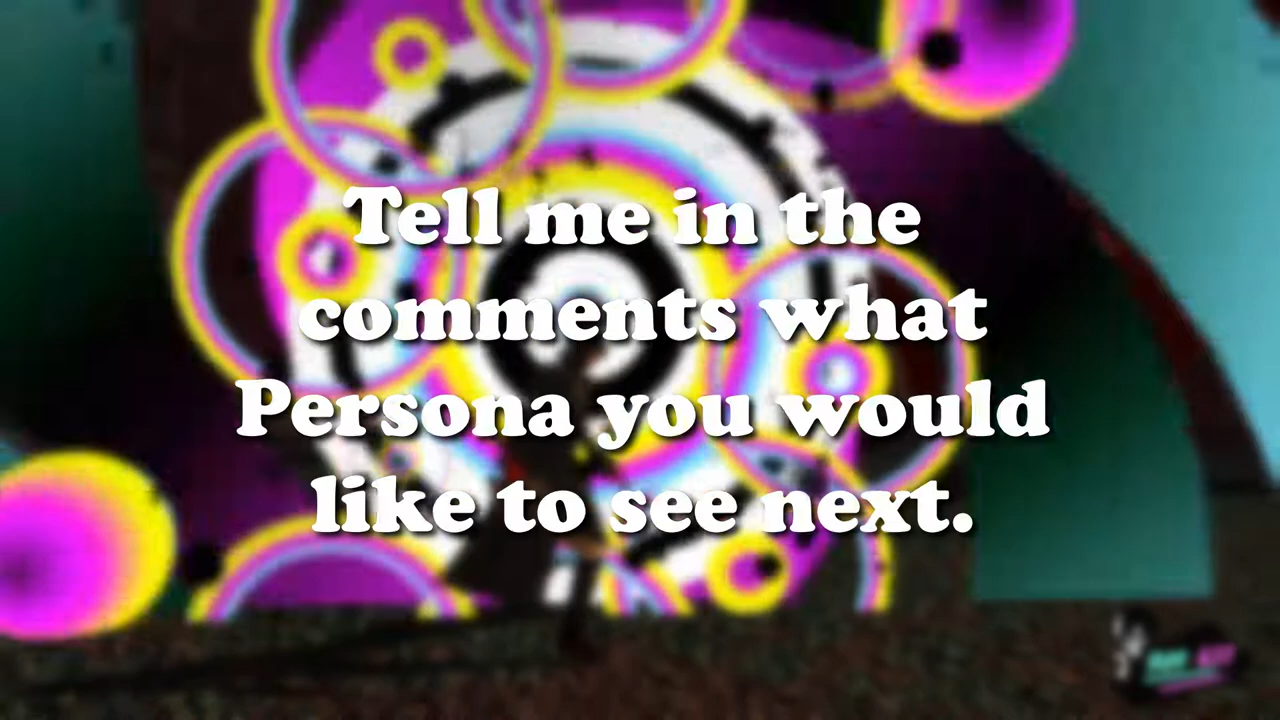 Tell me in the
comments what
Persona you would
like to see next.